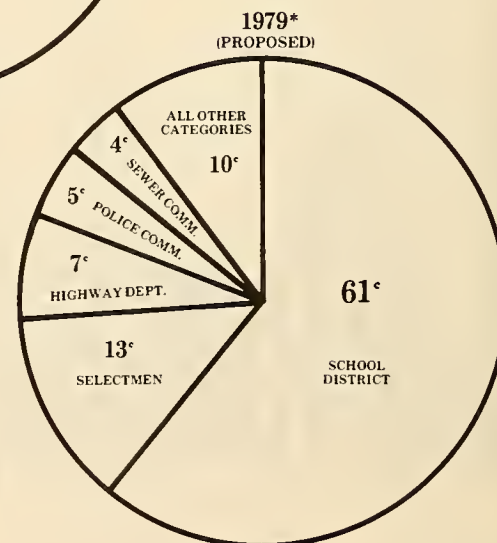 1979*
(PROPOSED)
ALL OTHER
CATEGORIES
10¢
4¢
SEWER COMM.
5¢
POLICE COMM.
7¢
HIGHWAY DEPT.
13¢
SELECTMEN
61¢
SCHOOL
DISTRICT